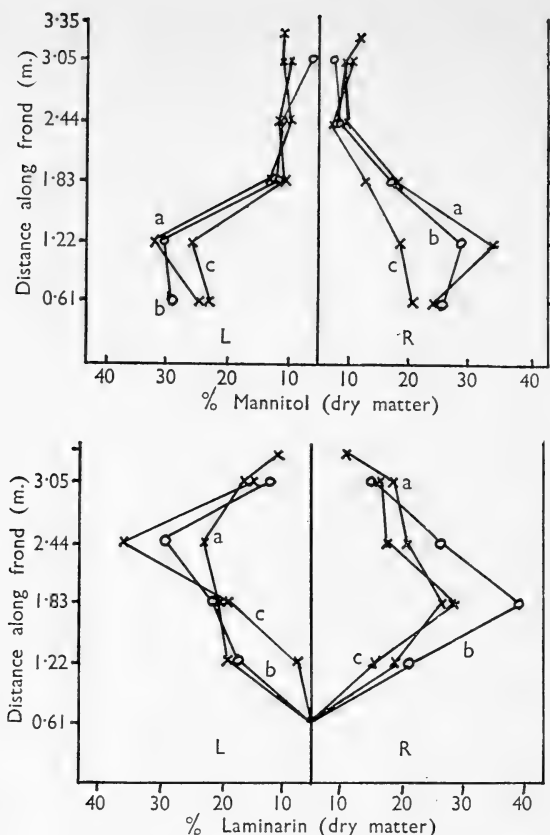 3·35
3·05
2·44
1·83
1·22
0·61
Distance along frond (m.)
a
b
c
a
b
c
L
R
40 20 10 10 20 30 40
% Mannitol (dry matter)
3·05
2·44
1·83
1·22
0·61
Distance along frond (m.)
a
a
c
b
c
b
L
R
40 30 20 10 10 20 30 40
% Laminarin (dry matter)